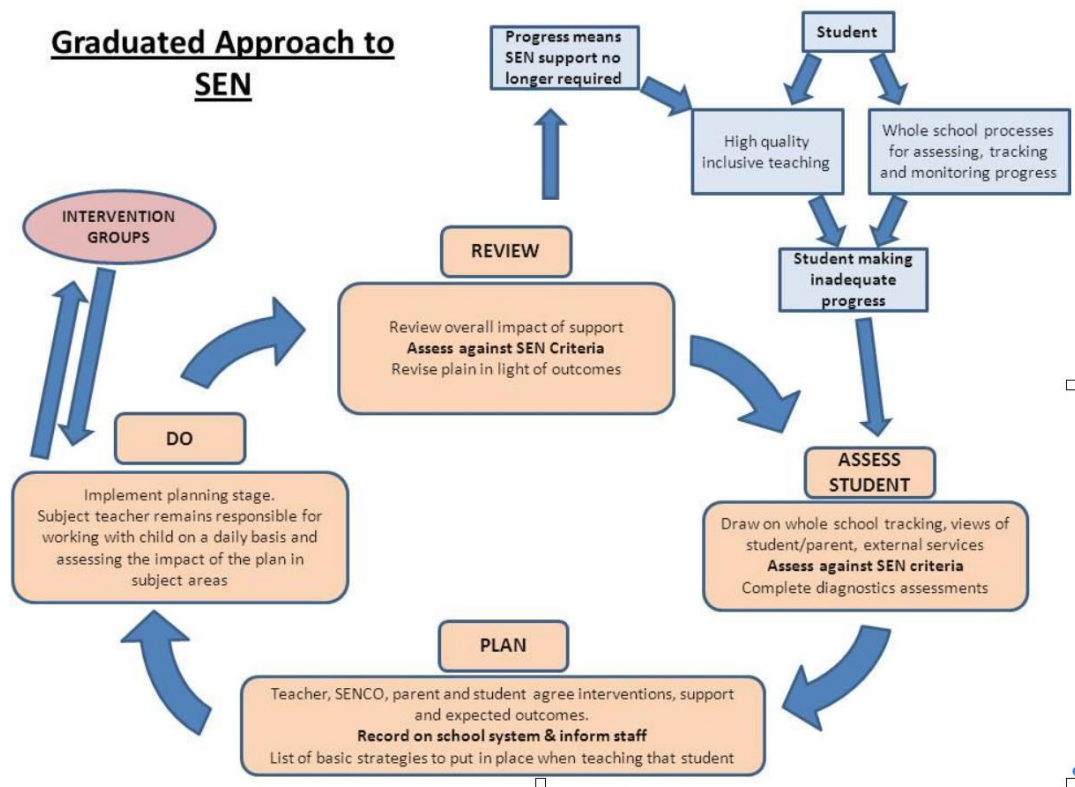 Graduated Approach to
SEN
Progress means
SEN support no
longer required
Student
High quality
inclusive teaching
Whole school processes
for assessing, tracking
and monitoring progress
Student making
inadequate
progress
INTERVENTION
GROUPS
REVIEW
Review overall impact of support
Assess against SEN Criteria
Revise plain in light of outcomes
DO
Implement planning stage.
Subject teacher remains responsible for
working with child on a daily basis and
assessing the impact of the plan in
subject areas
ASSESS
STUDENT
Draw on whole school tracking, views of
student/parent, external services
Assess against SEN criteria
Complete diagnostics assessments
PLAN
Teacher, SENCO, parent and student agree interventions, support
and expected outcomes.
Record on school system & inform staff
List of basic strategies to put in place when teaching that student